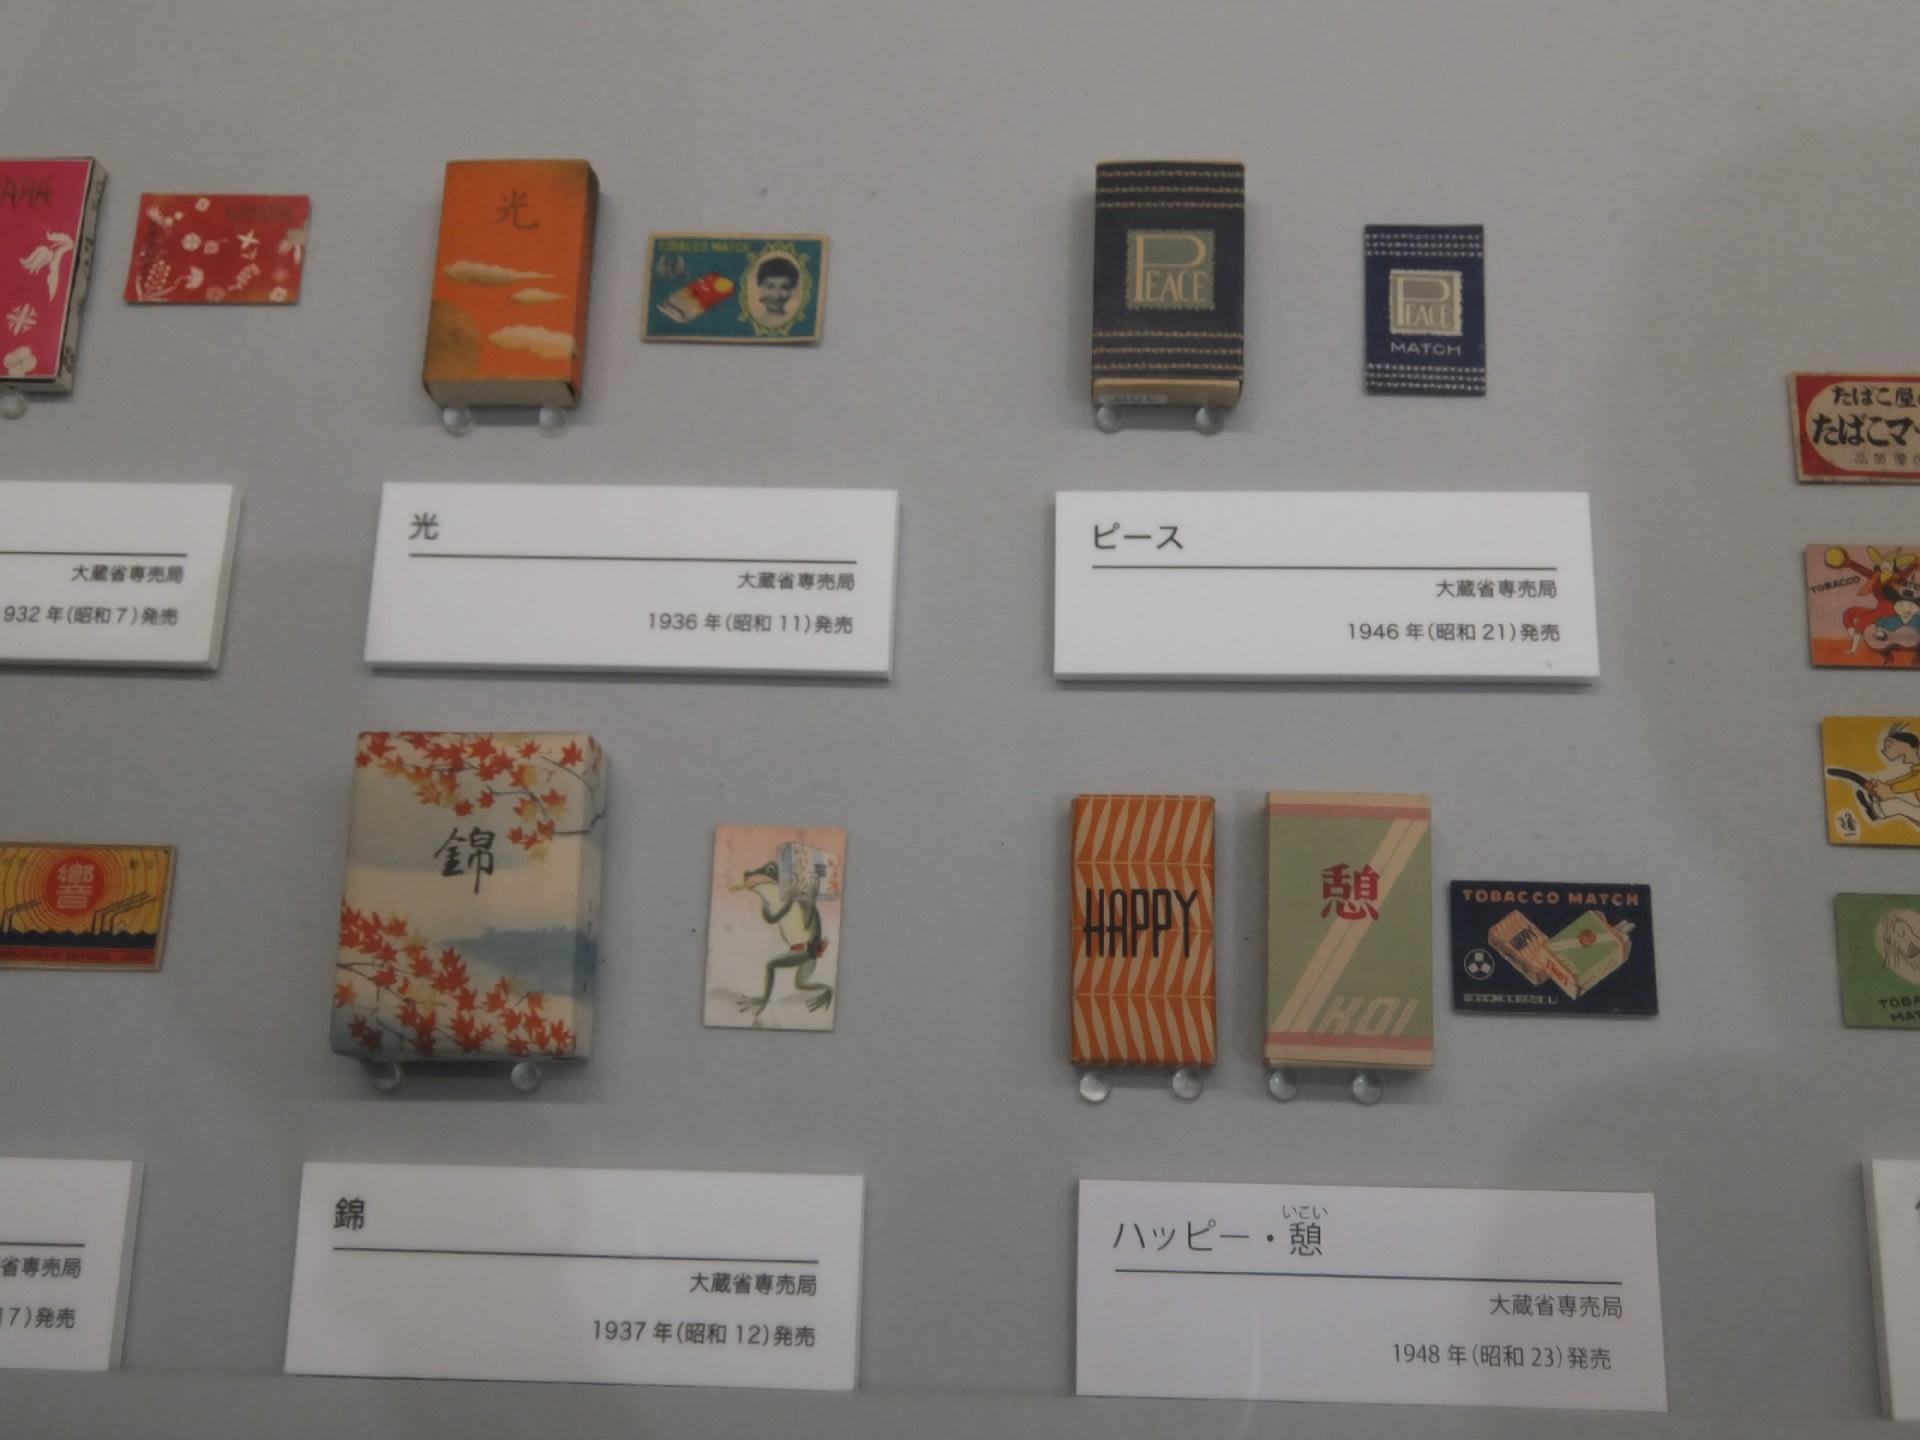 光
TOBACCO MATCH
PEACE
PEACE
MATCH
たばこ屋
たばこマ
大蔵省専売局
932年(昭和7)発売
光
大蔵省専売局
1936年(昭和11)発売
ピース
大蔵省専売局
1946年(昭和21)発売
TOBACCO
響
音
錦
HAPPY
憩
IKOI
TOBACCO MATCH
HAPPY
省専売局
17)発売
錦
大蔵省専売局
1937年(昭和12)発売
いこい
ハッピー・憩
大蔵省専売局
1948年(昭和23)発売